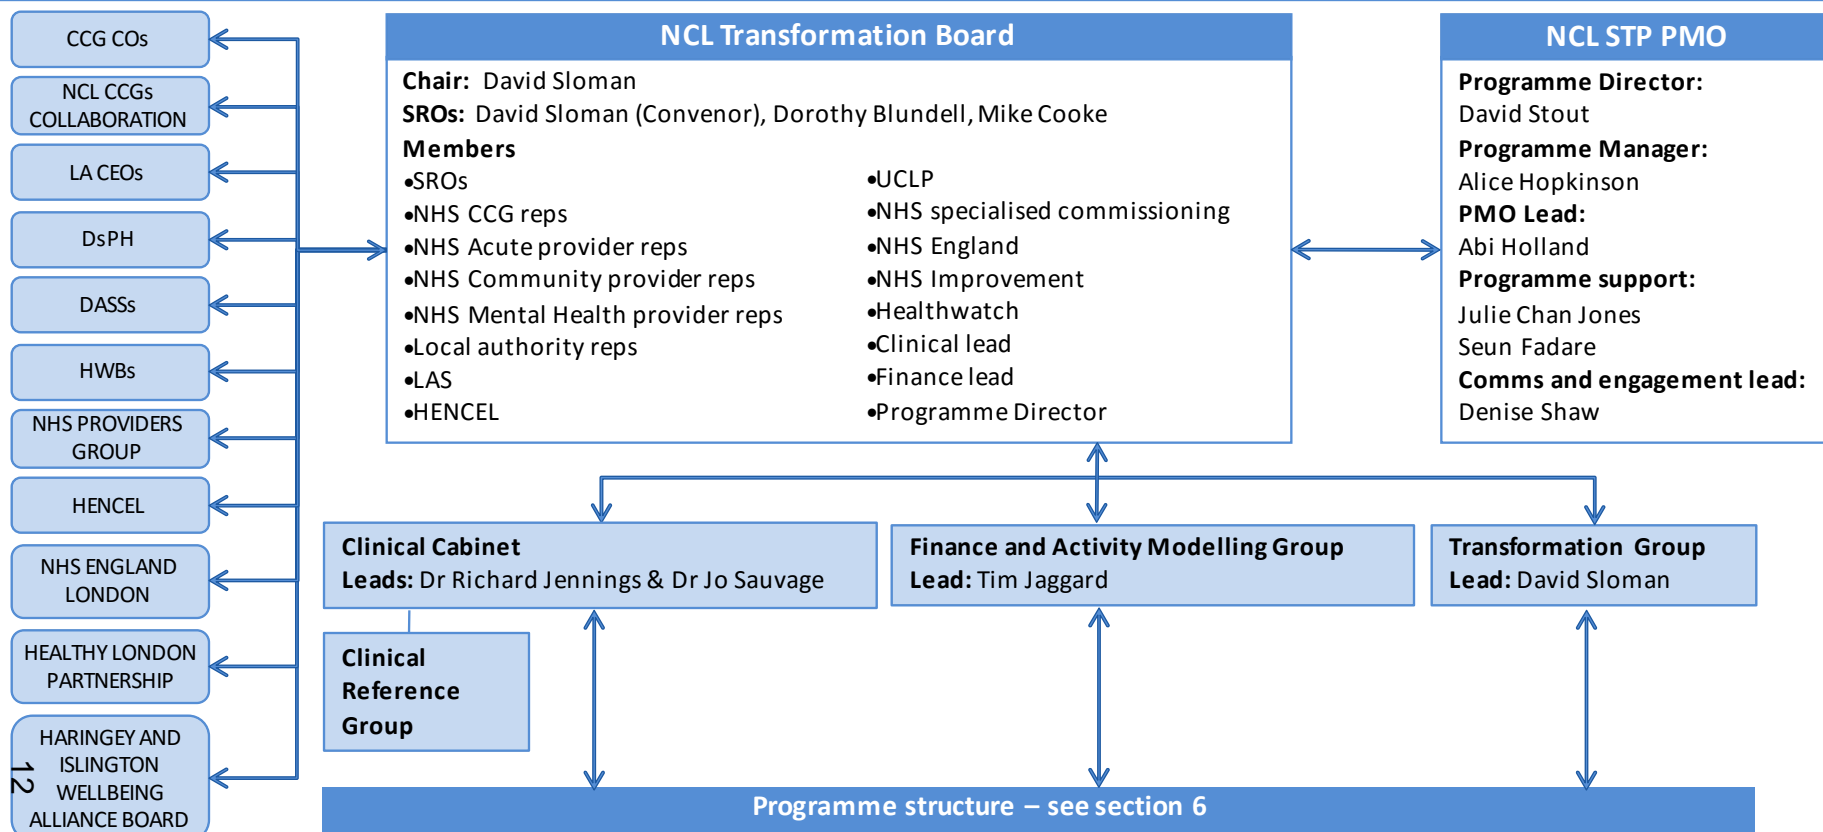 CCG COs
NCL CCGs
COLLABORATION
LA CEOs
DsPH
DASSs
HWBs
NHS PROVIDERS
GROUP
HENCEL
NHS ENGLAND
LONDON
HEALTHY LONDON
PARTNERSHIP
HARINGEY AND
ISLINGTON
WELLBEING
ALLIANCE BOARD
12
NCL Transformation Board
Chair: David Sloman
SROs: David Sloman (Convenor), Dorothy Blundell, Mike Cooke
Members
•SROs
•NHS CCG reps
•NHS Acute provider reps
•NHS Community provider reps
•NHS Mental Health provider reps
•Local authority reps
•LAS
•HENCEL
•UCLP
•NHS specialised commissioning
•NHS England
•NHS Improvement
•Healthwatch
•Clinical lead
•Finance lead
•Programme Director
NCL STP PMO
Programme Director:
David Stout
Programme Manager:
Alice Hopkinson
PMO Lead:
Abi Holland
Programme support:
Julie Chan Jones
Seun Fadare
Comms and engagement lead:
Denise Shaw
Clinical Cabinet
Leads: Dr Richard Jennings & Dr Jo Sauvage
Finance and Activity Modelling Group
Lead: Tim Jaggard
Transformation Group
Lead: David Sloman
Clinical
Reference
Group
Programme structure – see section 6